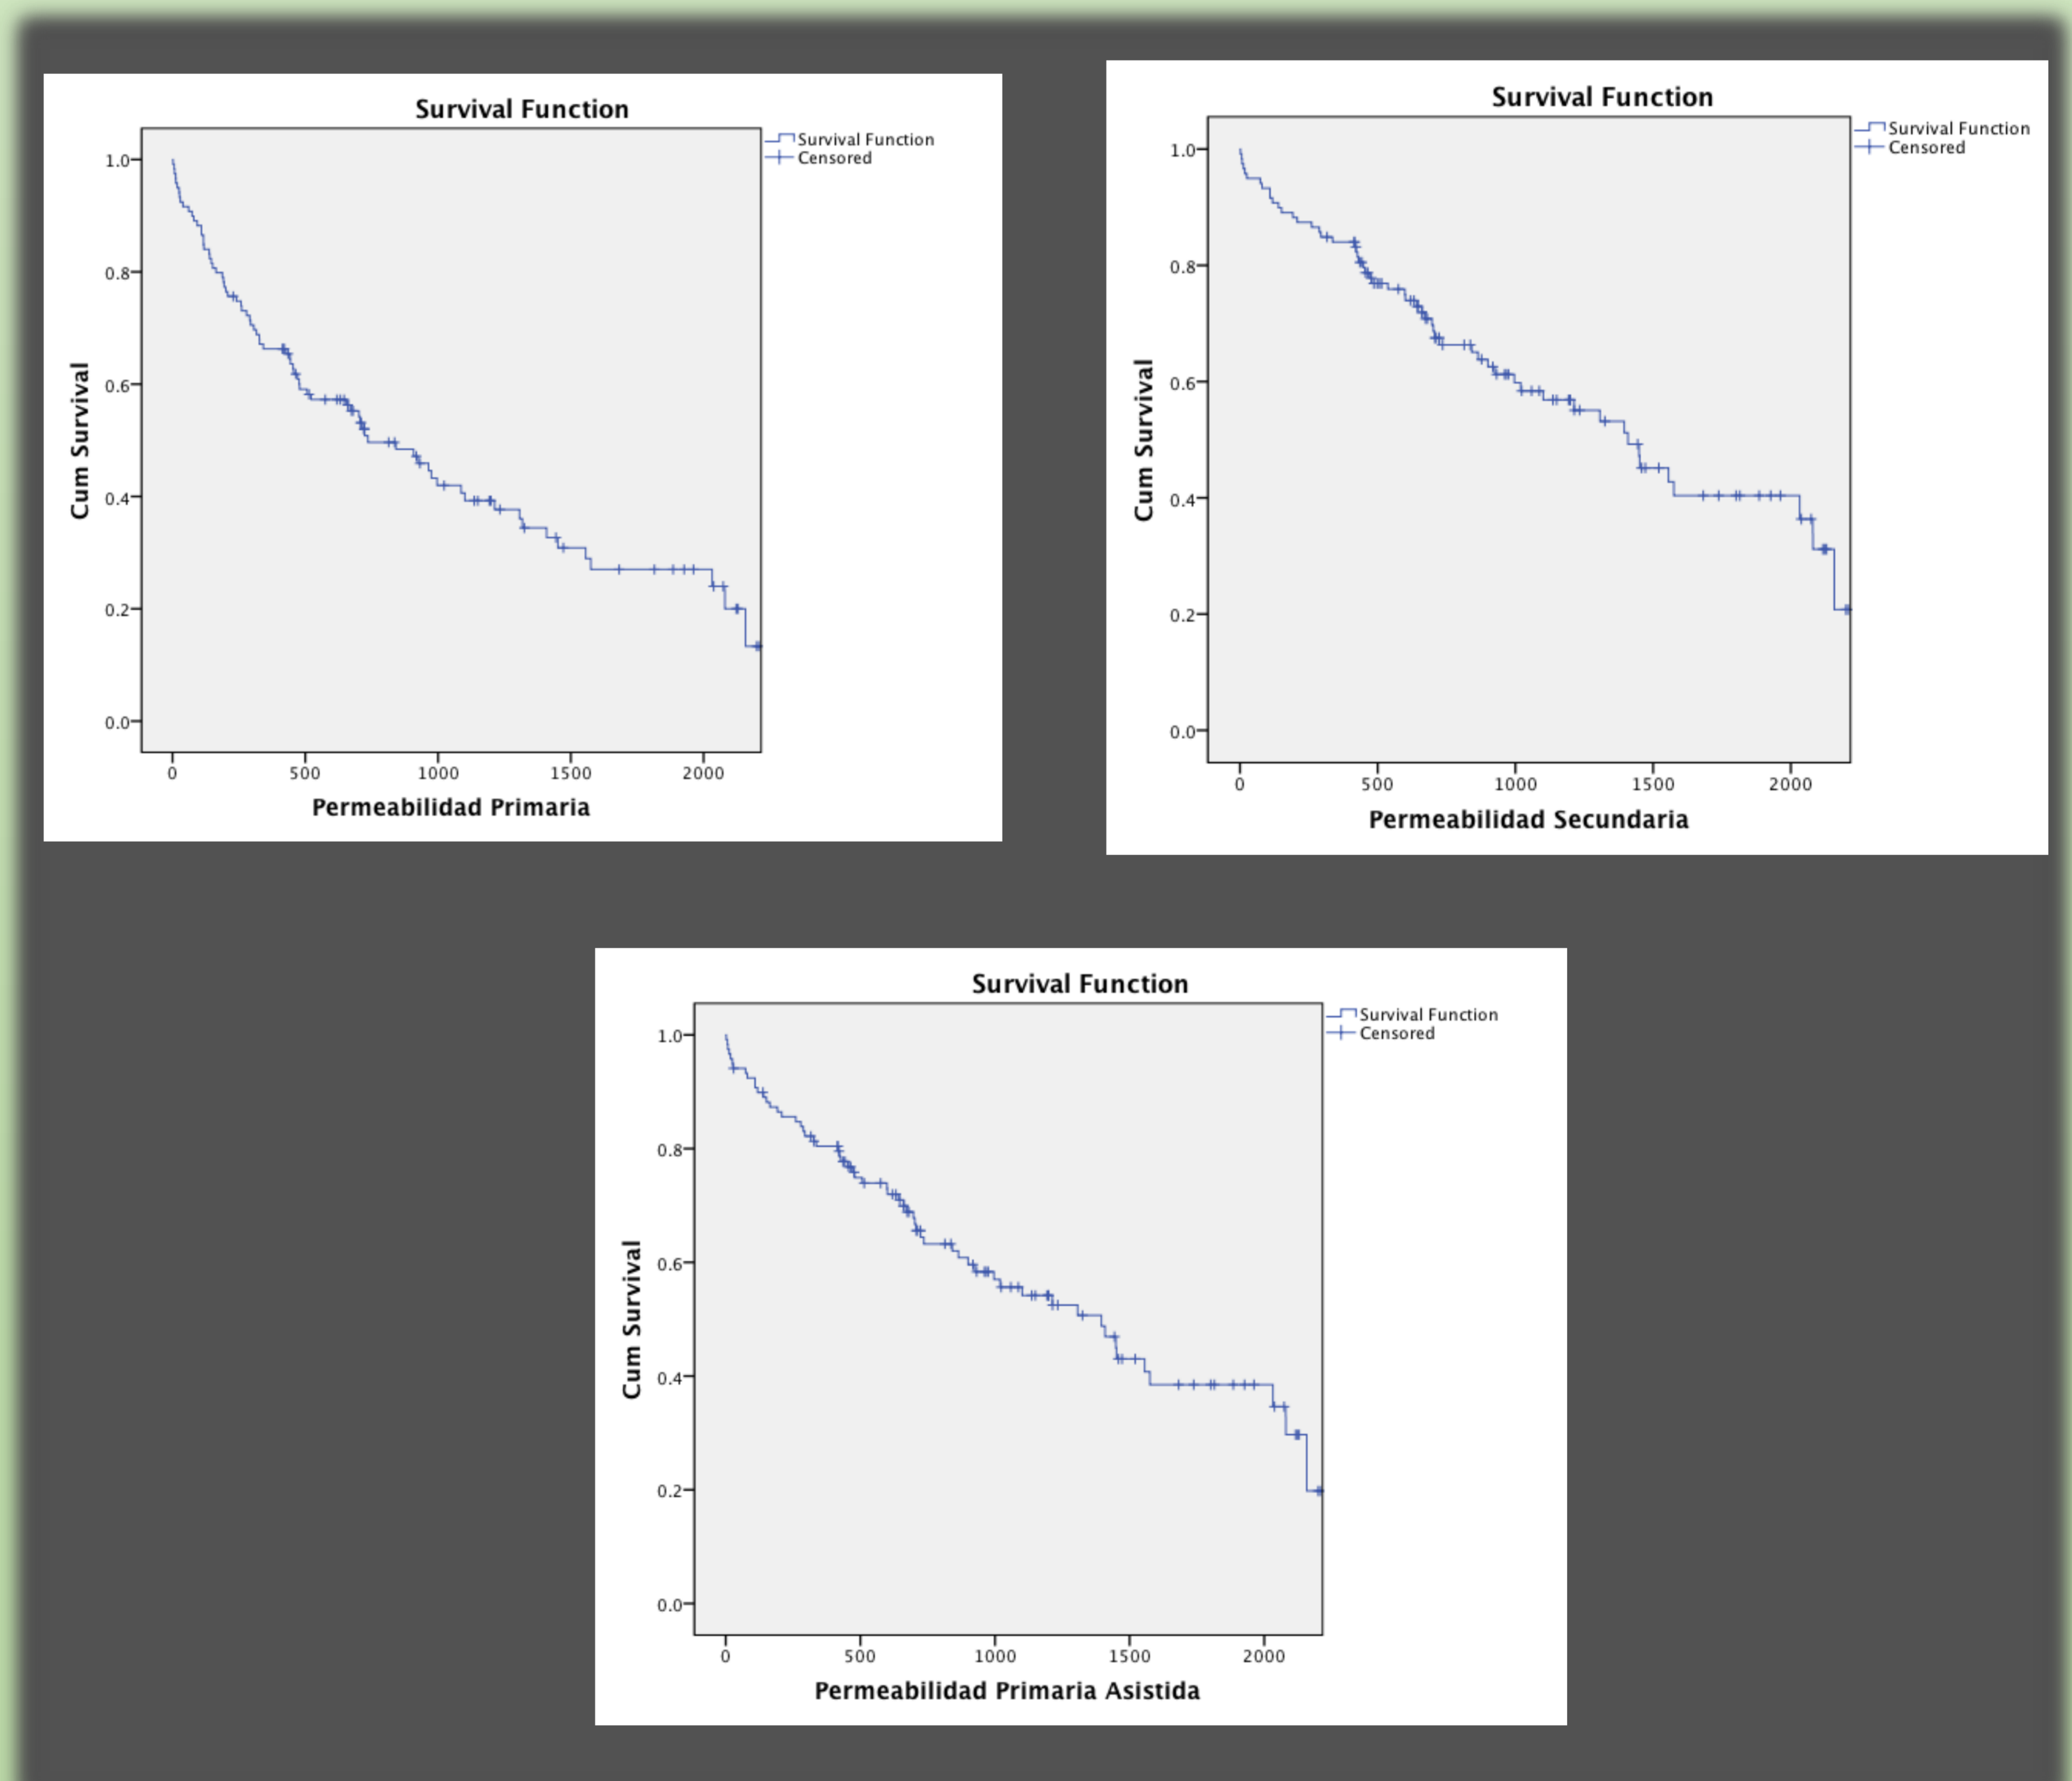 Survival Function
Survival Function
Censored
1.0
0.8
0.6
0.4
0.2
0.0
Cum Survival
0 500 1000 1500 2000
Permeabilidad Primaria
Survival Function
Survival Function
Censored
1.0
0.8
0.6
0.4
0.2
0.0
Cum Survival
0 500 1000 1500 2000
Permeabilidad Secundaria
Survival Function
Survival Function
Censored
1.0
0.8
0.6
0.4
0.2
0.0
Cum Survival
0 500 1000 1500 2000
Permeabilidad Primaria Asistida